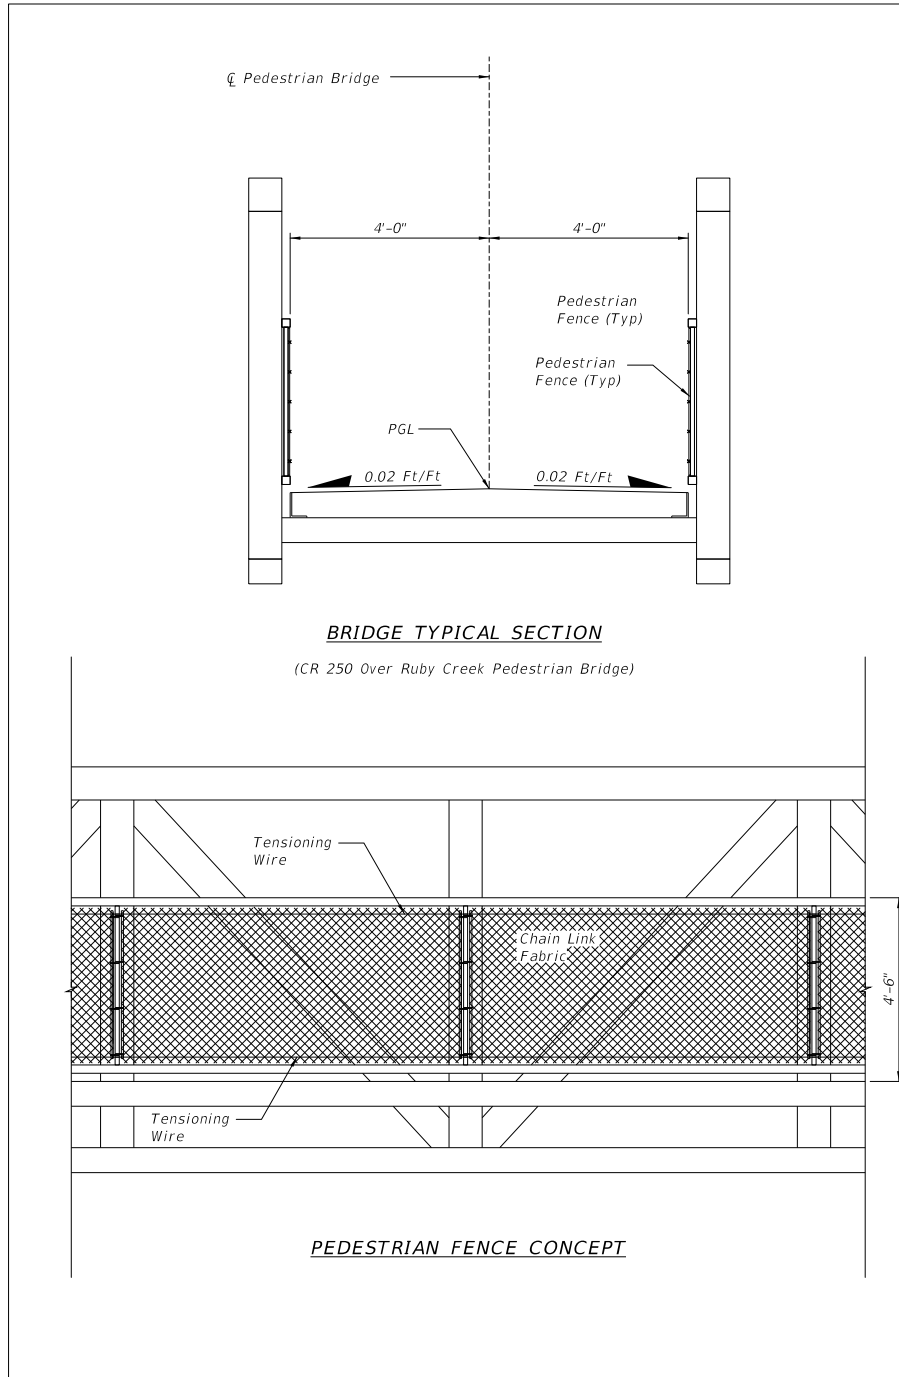 ℄ Pedestrian Bridge
4'-0"
4'-0"
Pedestrian
Fence (Typ)
Pedestrian
Fence (Typ)
PGL
0.02 Ft/Ft
0.02 Ft/Ft
BRIDGE TYPICAL SECTION
(CR 250 Over Ruby Creek Pedestrian Bridge)
Tensioning
Wire
Chain Link
Fabric
4'-6"
Tensioning
Wire
PEDESTRIAN FENCE CONCEPT